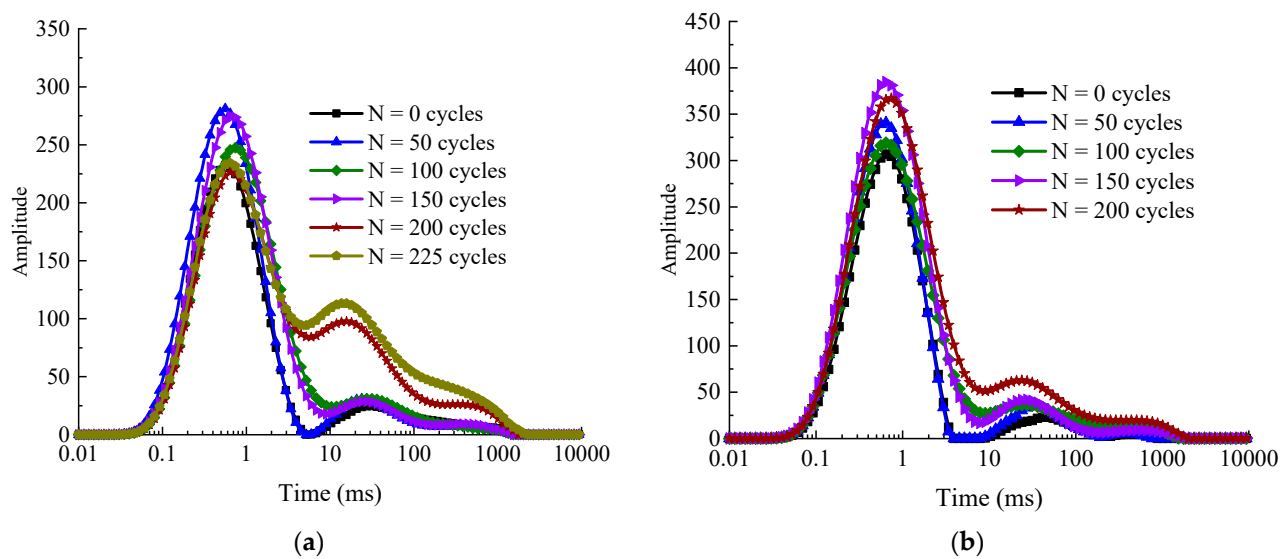 350
300
250
200
150
100
50
0
Amplitude
N = 0 cycles
N = 50 cycles
N = 100 cycles
N = 150 cycles
N = 200 cycles
N = 225 cycles
0.01 0.1 1 10 100 1000 10000
Time (ms)
(a)
450
400
350
300
250
200
150
100
50
0
Amplitude
N = 0 cycles
N = 50 cycles
N = 100 cycles
N = 150 cycles
N = 200 cycles
0.01 0.1 1 10 100 1000 10000
Time (ms)
(b)